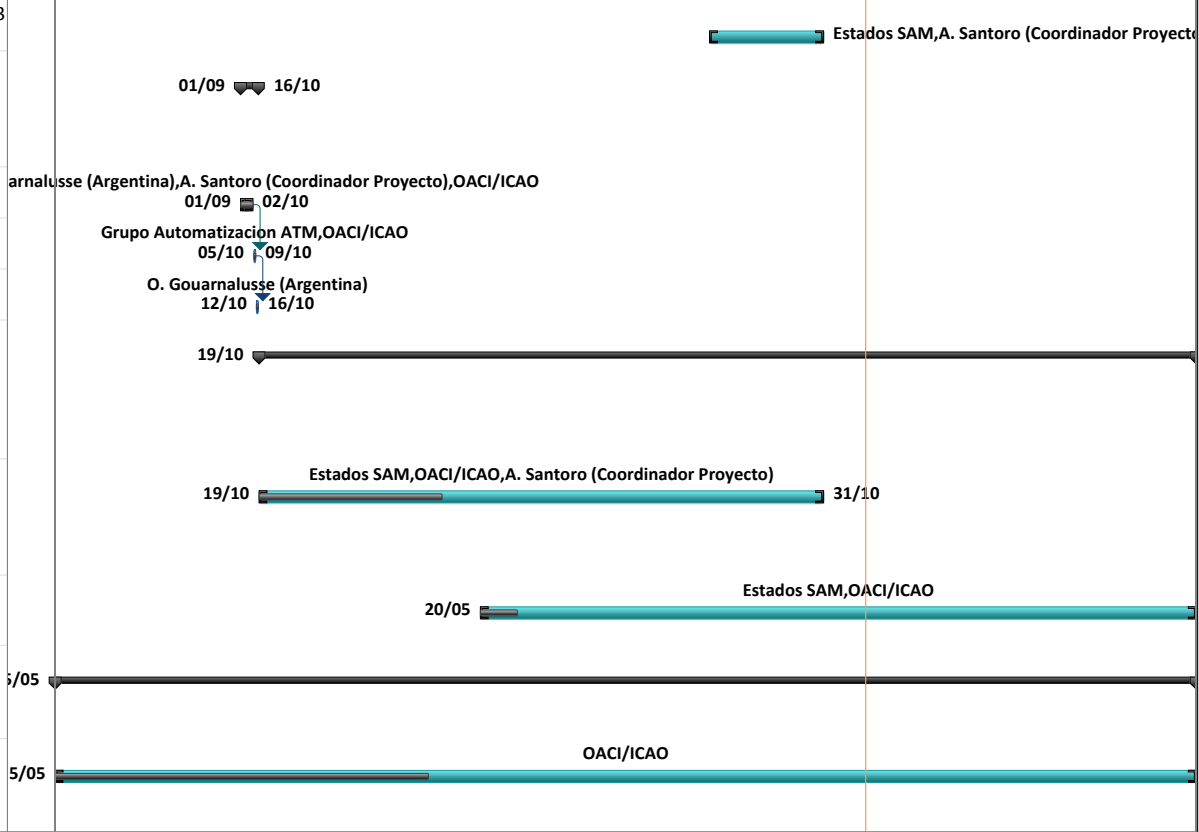 3
Estados SAM,A. Santoro (Coordinador Proyecto
01/09 16/10
arnalusse (Argentina),A. Santoro (Coordinador Proyecto),OACI/ICAO
01/09 02/10
Grupo Automatizacion ATM,OACI/ICAO
05/10 09/10
O. Gouarnalusse (Argentina)
12/10 16/10
19/10
Estados SAM,OACI/ICAO,A. Santoro (Coordinador Proyecto)
19/10 31/10
Estados SAM,OACI/ICAO
20/05
5/05
OACI/ICAO
5/05